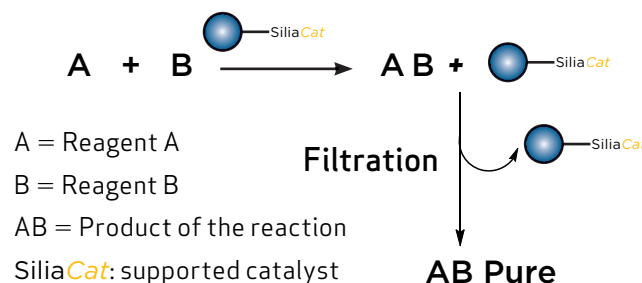 SiliaCat
A + B AB + SiliaCat
A = Reagent A
Filtration SiliaCat
B = Reagent B
AB = Product of the reaction
SiliaCat: supported catalyst
AB Pure